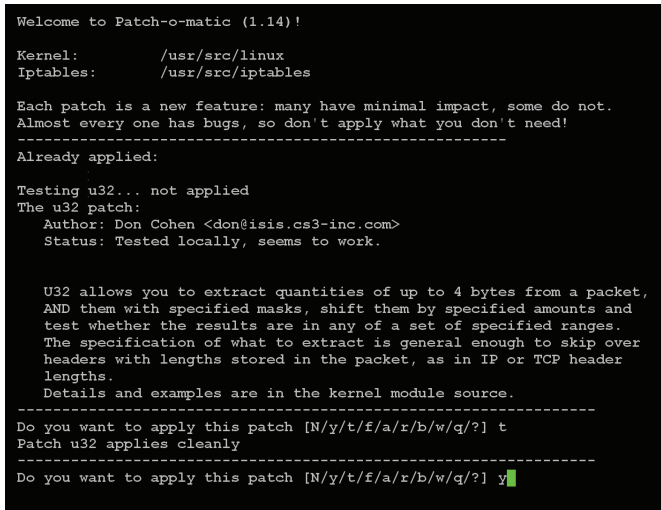 Welcome to Patch-o-matic (1.14)!
Kernel: /usr/src/linux
Iptables: /usr/src/iptables
Each patch is a new feature: many have minimal impact, some do not.
Almost every one has bugs, so don't apply what you don't need!
-------------------------------------------------------
Already applied:
Testing u32... not applied
The u32 patch:
Author: Don Cohen <don@isis.cs3-inc.com>
Status: Tested locally, seems to work.
U32 allows you to extract quantities of up to 4 bytes from a packet,
AND them with specified masks, shift them by specified amounts and
test whether the results are in any of a set of specified ranges.
The specification of what to extract is general enough to skip over
headers with lengths stored in the packet, as in IP or TCP header
lengths.
Details and examples are in the kernel module source.
-----------------------------------------------------------------
Do you want to apply this patch [N/y/t/f/a/r/b/w/q/?] t
Patch u32 applies cleanly
-----------------------------------------------------------------
Do you want to apply this patch [N/y/t/f/a/r/b/w/q/?] y